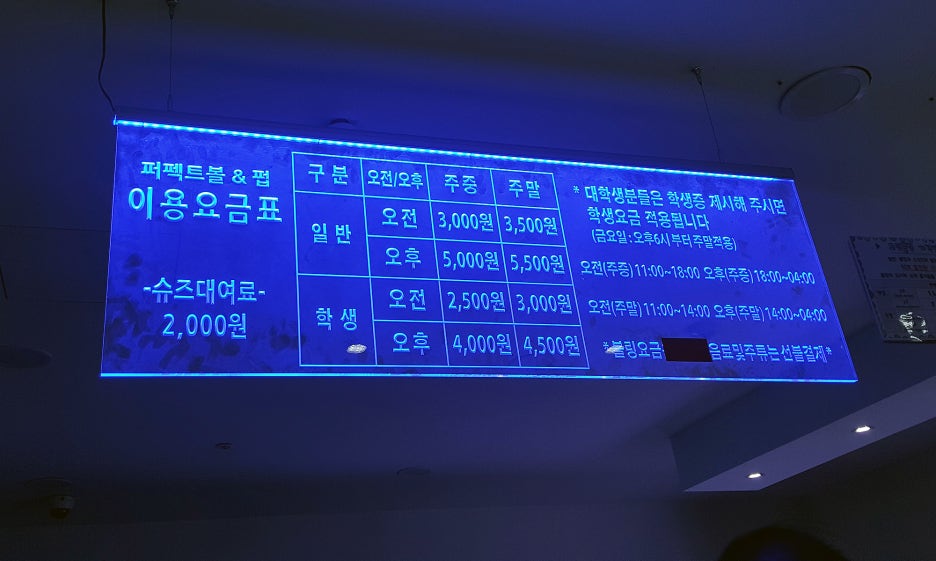 퍼펙트볼 & 펍
이용요금표
-슈즈대여료-
2,000원
구 분 오전/오후 주중 주말
일 반 오전 3,000원 3,500원
오후 5,000원 5,500원
학 생 오전 2,500원 3,000원
오후 4,000원 4,500원
* 대학생분들은 학생증 제시해 주시면
학생요금 적용됩니다
(금요일 : 오후6시 부터 주말적용)
오전(주중) 11:00~18:00 오후(주중) 18:00~04:00
오전(주말) 11:00~14:00 오후(주말) 14:00~04:00
* 볼링요금 음료및주류는 선불결제 *